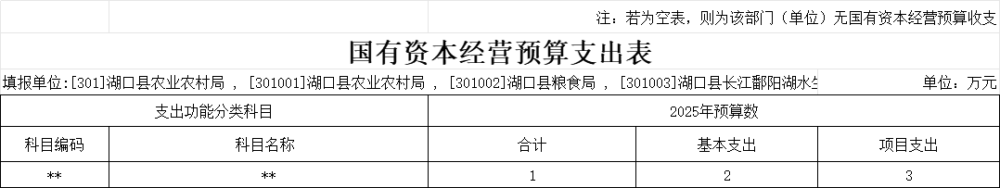 注：若为空表，则为该部门（单位）无国有资本经营预算收支
国有资本经营预算支出表
填报单位:[301]湖口县农业农村局 , [301001]湖口县农业农村局 , [301002]湖口县粮食局 , [301003]湖口县长江鄱阳湖水 单位：万元
支出功能分类科目 2025年预算数
科目编码 科目名称 合计 基本支出 项目支出
** ** 1 2 3